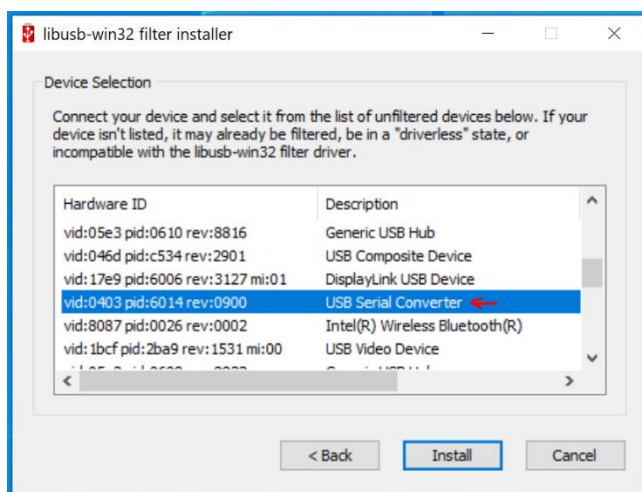 libusb-win32 filter installer
Device Selection
Connect your device and select it from the list of unfiltered devices below. If your
device isn't listed, it may already be filtered, be in a "driverless" state, or
incompatible with the libusb-win32 filter driver.
Hardware ID Description
vid:05e3 pid:0610 rev:8816 Generic USB Hub
vid:046d pid:c534 rev:2901 USB Composite Device
vid:17e9 pid:6006 rev:3127 mi:01 DisplayLink USB Device
vid:0403 pid:6014 rev:0900 USB Serial Converter
vid:8087 pid:0026 rev:0002 Intel(R) Wireless Bluetooth(R)
vid:1bcf pid:2ba9 rev:1531 mi:00 USB Video Device
< Back Install Cancel